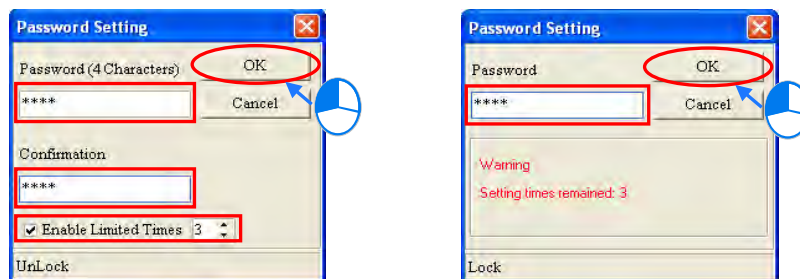 Password Setting
Password (4 Characters)
OK
****
Cancel
Confirmation
****
Enable Limited Times 3
UnLock
Password Setting
Password
OK
****
Cancel
Warning
Setting times remained: 3
Lock